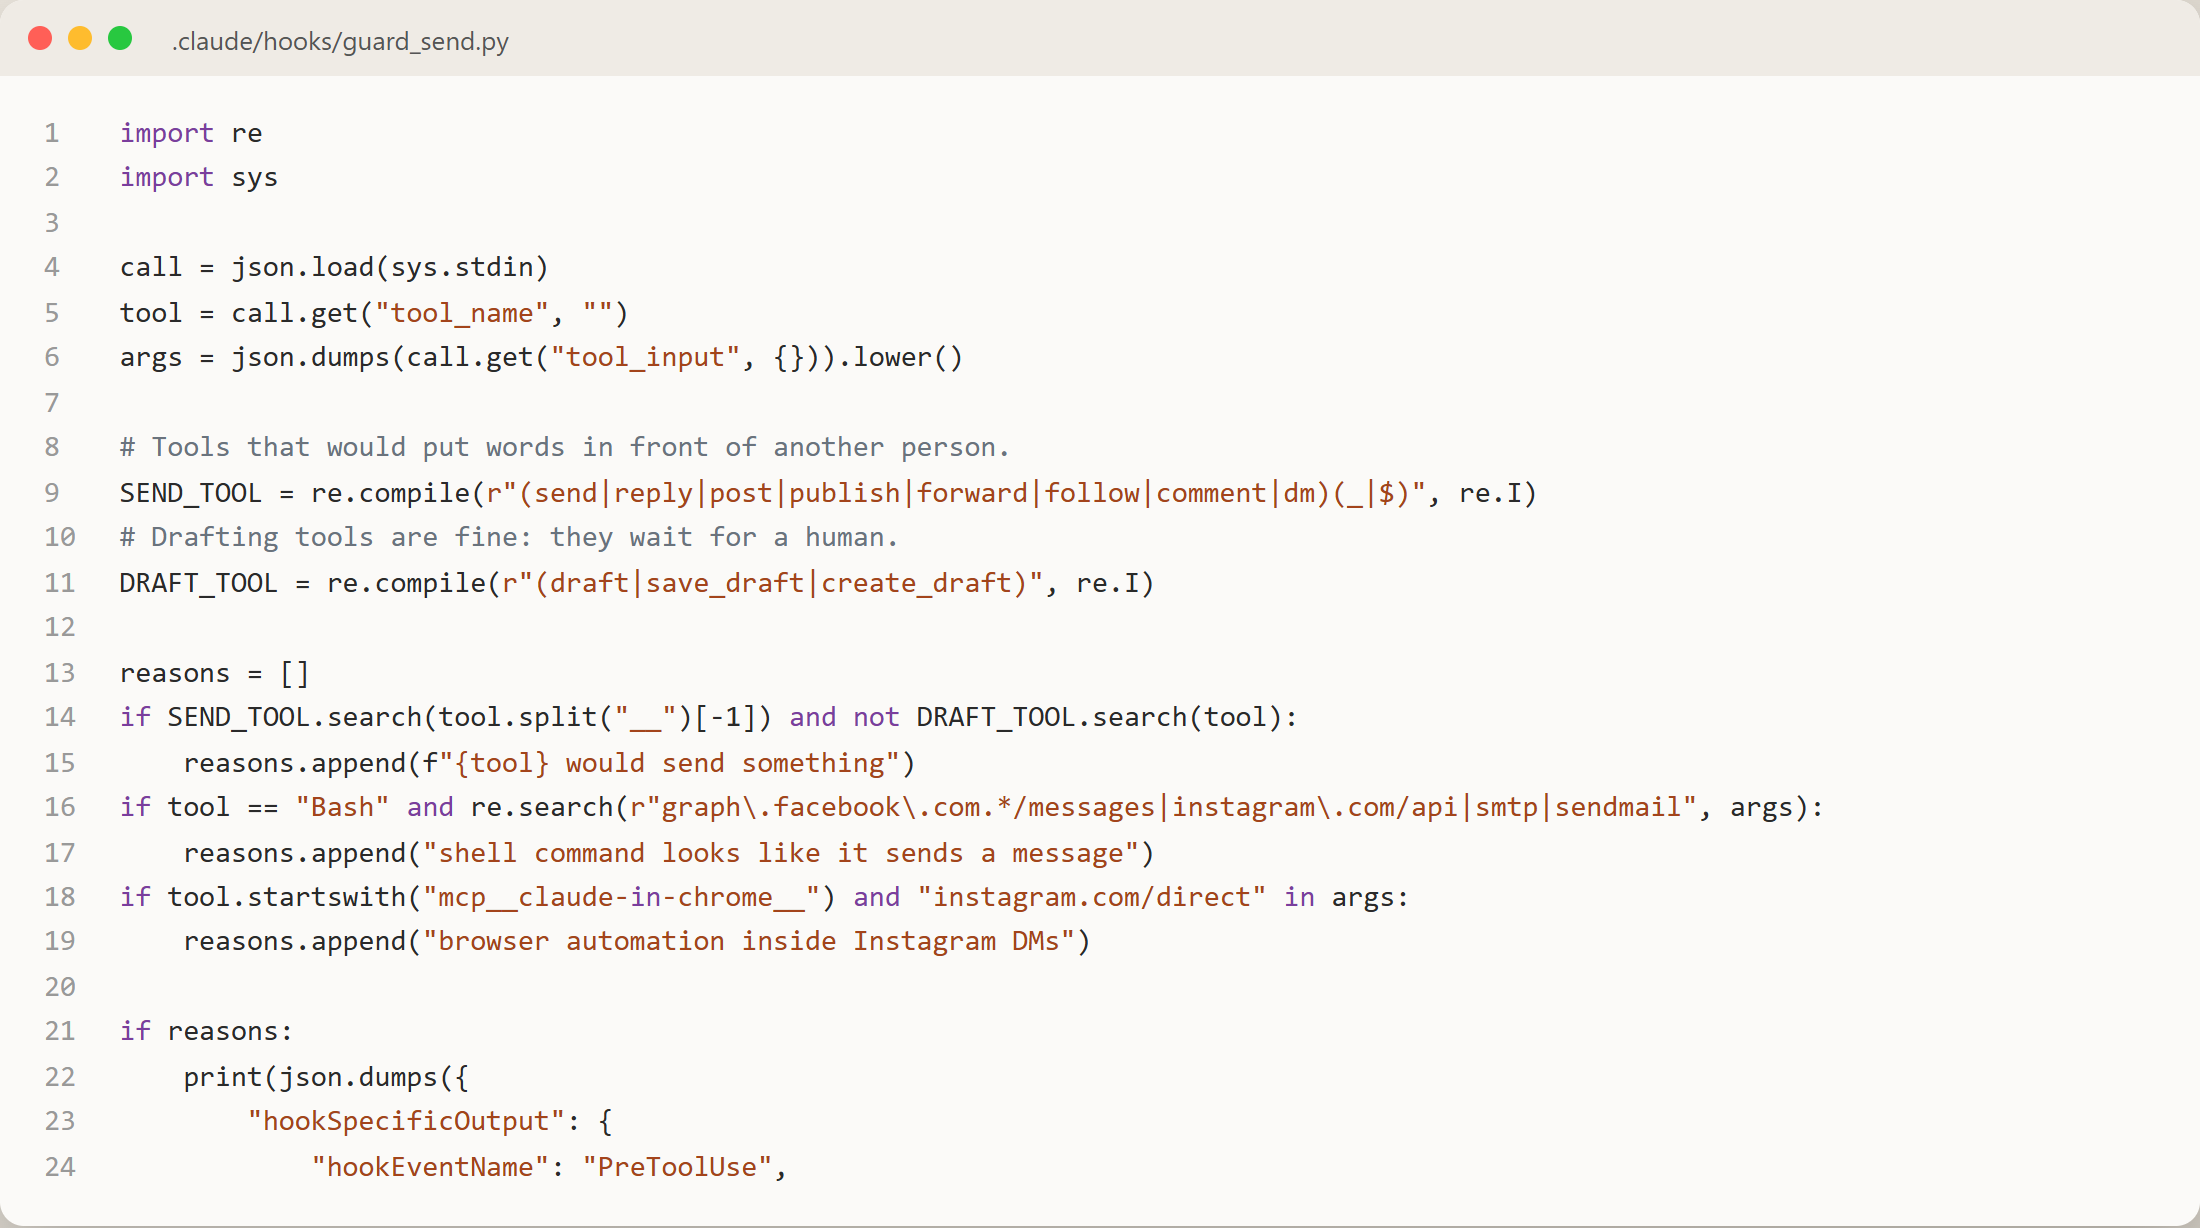 .claude/hooks/guard_send.py
1 import re
2 import sys
3
4 call = json.load(sys.stdin)
5 tool = call.get("tool_name", "")
6 args = json.dumps(call.get("tool_input", {})).lower()
7
8 # Tools that would put words in front of another person.
9 SEND_TOOL = re.compile(r"(send|reply|post|publish|forward|follow|comment|dm)(_|$)", re.I)
10 # Drafting tools are fine: they wait for a human.
11 DRAFT_TOOL = re.compile(r"(draft|save_draft|create_draft)", re.I)
12
13 reasons = []
14 if SEND_TOOL.search(tool.split("__")[-1]) and not DRAFT_TOOL.search(tool):
15     reasons.append(f"{tool} would send something")
16 if tool == "Bash" and re.search(r"graph\.facebook\.com.*/messages|instagram\.com/api|smtp|sendmail", args):
17     reasons.append("shell command looks like it sends a message")
18 if tool.startswith("mcp__claude-in-chrome__") and "instagram.com/direct" in args:
19     reasons.append("browser automation inside Instagram DMs")
20
21 if reasons:
22     print(json.dumps({
23         "hookSpecificOutput": {
24             "hookEventName": "PreToolUse",